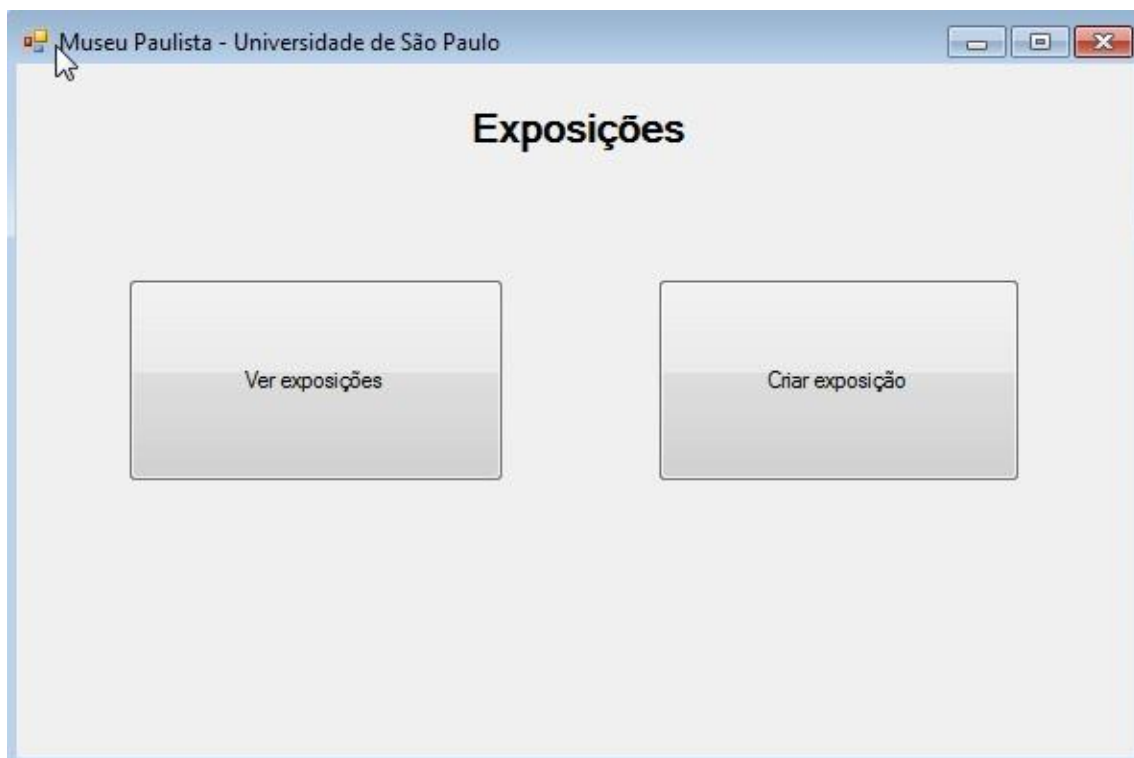 Museu Paulista - Universidade de São Paulo
Exposições
Ver exposições
Criar exposição